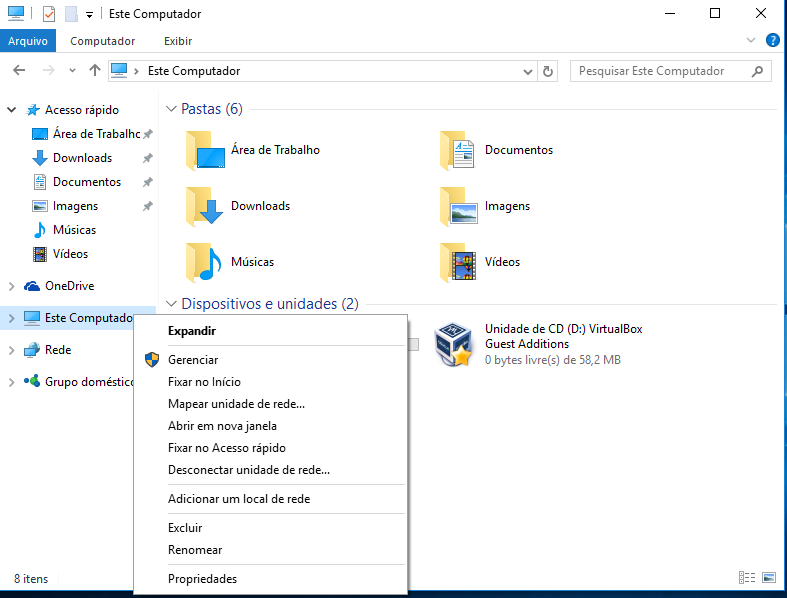 Este Computador
Arquivo
Computador
Exibir
Este Computador
Pesquisar Este Computador
Acesso rápido
Área de Trabalho
Downloads
Documentos
Imagens
Músicas
Vídeos
OneDrive
Este Computador
Rede
Grupo doméstico
Pastas (6)
Área de Trabalho
Documentos
Downloads
Imagens
Músicas
Vídeos
Dispositivos e unidades (2)
Unidade de CD (D:) VirtualBox
Guest Additions
0 bytes livre(s) de 58,2 MB
Expandir
Gerenciar
Fixar no Início
Mapear unidade de rede...
Abrir em nova janela
Fixar no Acesso rápido
Desconectar unidade de rede...
Adicionar um local de rede
Excluir
Renomear
Propriedades
8 itens